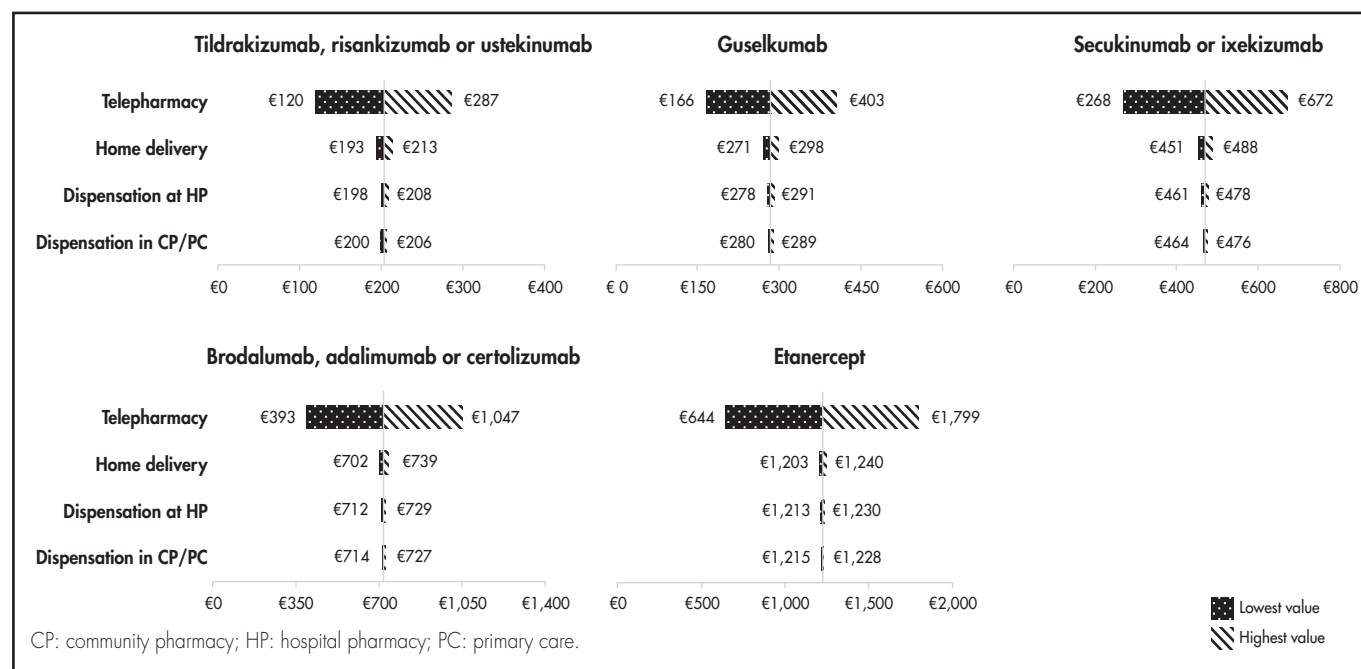 Tildrakizumab, risankizumab or ustekinumab
Telepharmacy €120 €287
Home delivery €193 €213
Dispensation at HP €198 €208
Dispensation in CP/PC €200 €206
€0 €100 €200 €300 €400
Guselkumab
€166 €403
€271 €298
€278 €291
€280 €289
€ 0 €150 €300 €450 €600
Secukinumab or ixekizumab
€268 €672
€451 €488
€461 €478
€464 €476
€0 €200 €400 €600 €800
Brodalumab, adalimumab or certolizumab
Telepharmacy €393 €1,047
Home delivery €702 €739
Dispensation at HP €712 €729
Dispensation in CP/PC €714 €727
€0 €350 €700 €1,050 €1,400
Etanercept
€644 €1,799
€1,203 €1,240
€1,213 €1,230
€1,215 €1,228
€0 €500 €1,000 €1,500 €2,000
Lowest value
Highest value
CP: community pharmacy; HP: hospital pharmacy; PC: primary care.